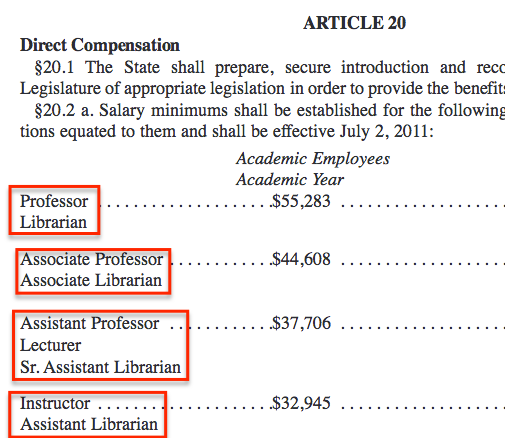 ARTICLE 20
Direct Compensation
§20.1 The State shall prepare, secure introduction and reco
Legislature of appropriate legislation in order to provide the benefits
§20.2 a. Salary minimums shall be established for the following
tions equated to them and shall be effective July 2, 2011:
Academic Employees
Academic Year
Professor . . . . . . . . . . . . . . . . . . .$55,283 . . . . . . . . . . . . . . . . . .
Librarian
Associate Professor . . . . . . . . . . . .$44,608 . . . . . . . . . . . . . . . . . .
Associate Librarian
Assistant Professor . . . . . . . . . . . .$37,706 . . . . . . . . . . . . . . . . . .
Lecturer
Sr. Assistant Librarian
Instructor . . . . . . . . . . . . . . . . . . .$32,945 . . . . . . . . . . . . . . . . . .
Assistant Librarian